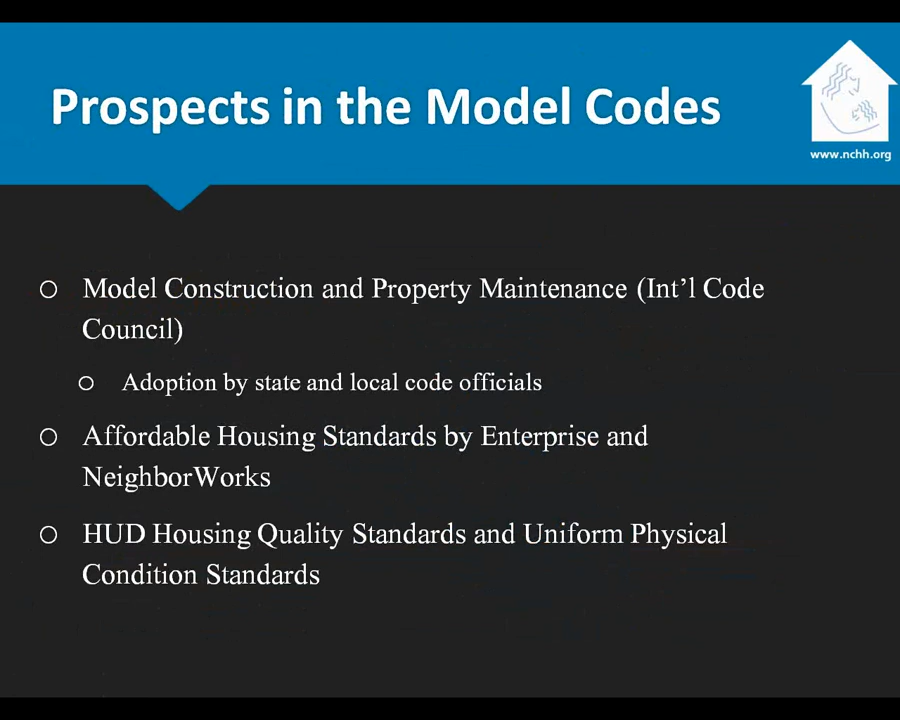 Prospects in the Model Codes
www.nchh.org
Model Construction and Property Maintenance (Int'l Code
Council)
Adoption by state and local code officials
Affordable Housing Standards by Enterprise and
NeighborWorks
HUD Housing Quality Standards and Uniform Physical
Condition Standards